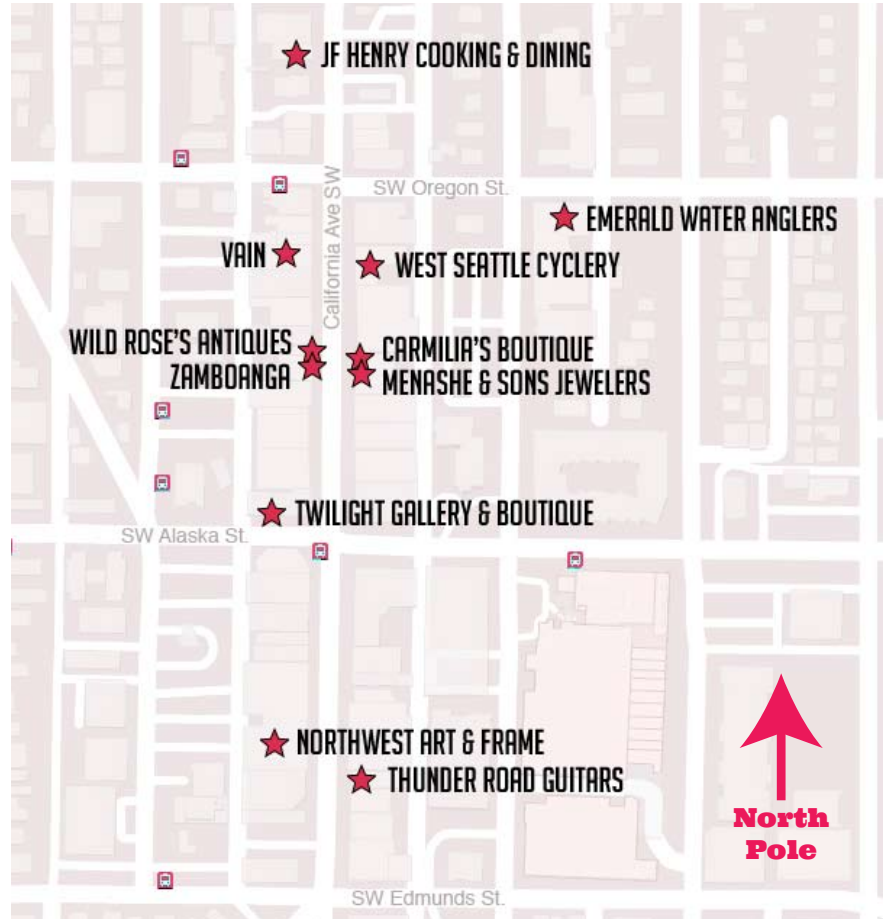 JF HENRY COOKING & DINING
SW Oregon St.
California Ave SW
EMERALD WATER ANGLERS
VAIN
WEST SEATTLE CYCLERY
WILD ROSE'S ANTIQUES
CARMILIA'S BOUTIQUE
ZAMBOANGA
MENASHE & SONS JEWELERS
TWILIGHT GALLERY & BOUTIQUE
SW Alaska St.
NORTHWEST ART & FRAME
THUNDER ROAD GUITARS
North
Pole
SW Edmunds St.